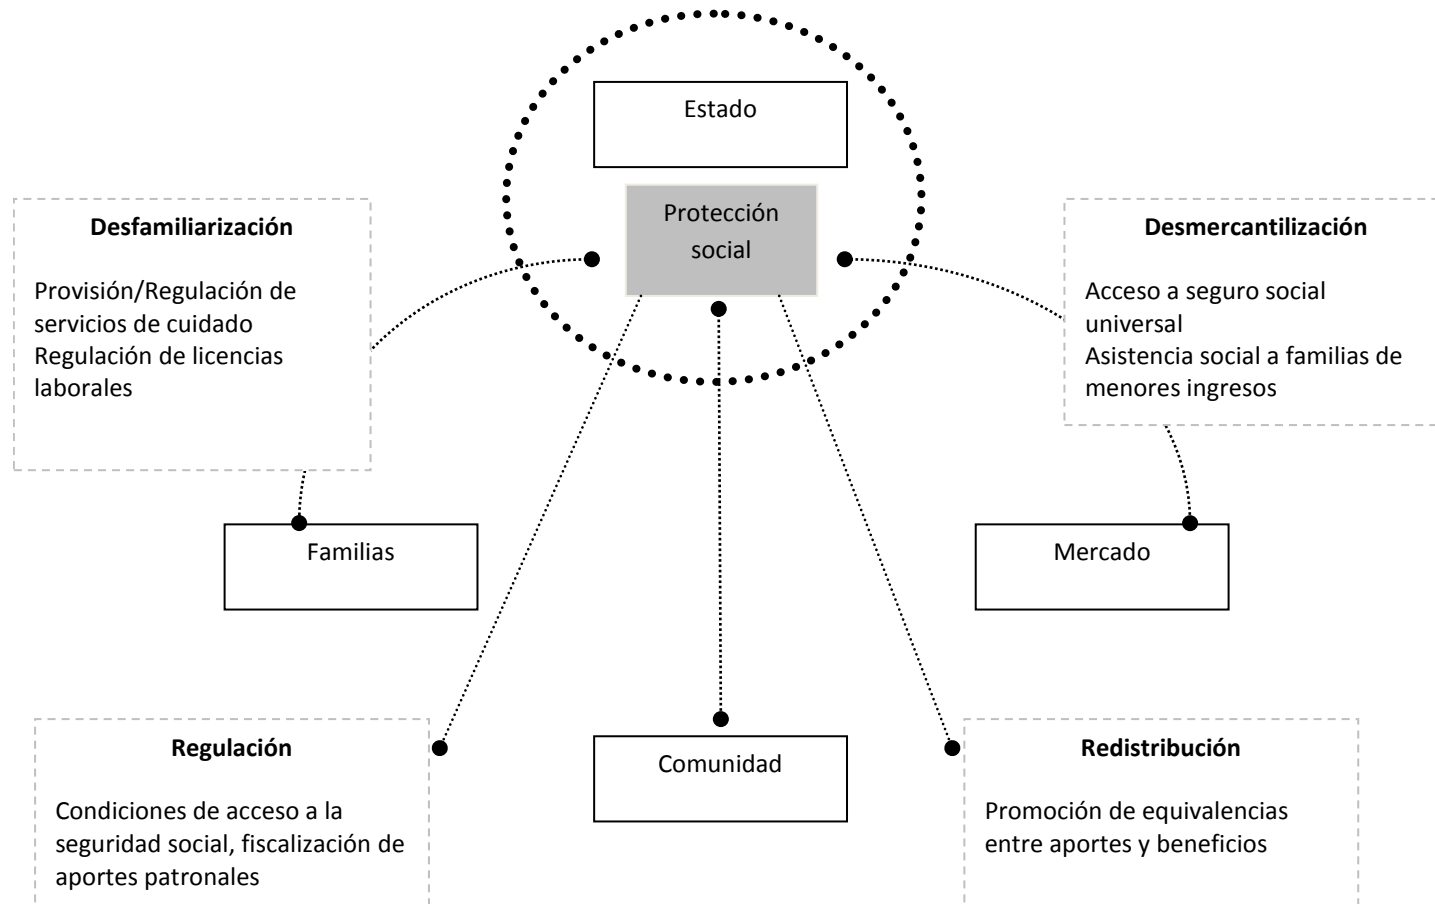 Estado
Protección
social
Desfamiliarización
Provisión/Regulación de
servicios de cuidado
Regulación de licencias
laborales
Desmercantilización
Acceso a seguro social
universal
Asistencia social a familias de
menores ingresos
Familias
Mercado
Regulación
Condiciones de acceso a la
seguridad social, fiscalización de
aportes patronales
Comunidad
Redistribución
Promoción de equivalencias
entre aportes y beneficios